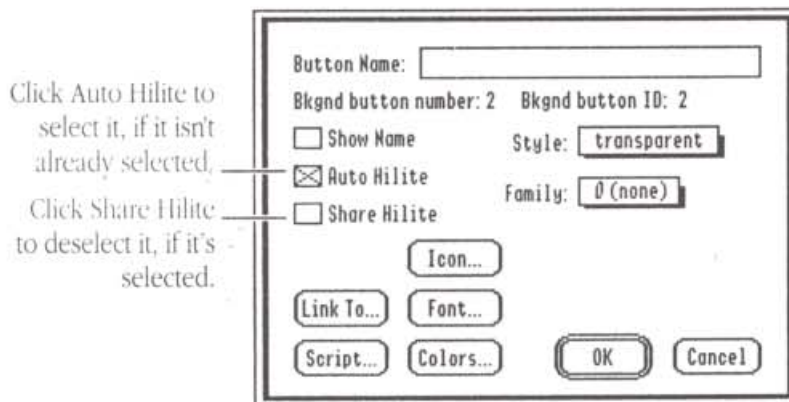 Click Auto Hilite to
select it, if it isn't
already selected.
Click Share Hilite
to deselect it, if it's
selected.
Button Name:
Bkgnd button number: 2 Bkgnd button ID: 2
Show Name
Style: transparent
Auto Hilite
Family: 0 (none)
Share Hilite
Icon...
Link To... Font...
Script... Colors... OK Cancel